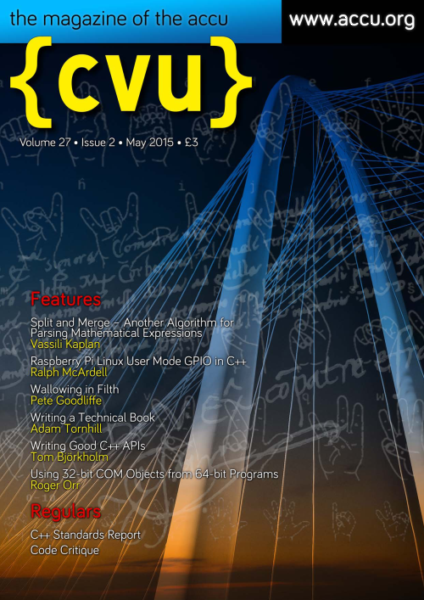 the magazine of the accu
www.accu.org
{cvu}
Volume 27 • Issue 2 • May 2015 • £3
Features
Split and Merge – Another Algorithm for
Parsing Mathematical Expressions
Vassili Kaplan
Raspberry Pi Linux User Mode GPIO in C++
Ralph McArdell
Wallowing in Filth
Pete Goodliffe
Writing a Technical Book
Adam Tornhill
Writing Good C++ APIs
Tom Björkholm
Using 32-bit COM Objects from 64-bit Programs
Roger Orr
Regulars
C++ Standards Report
Code Critique